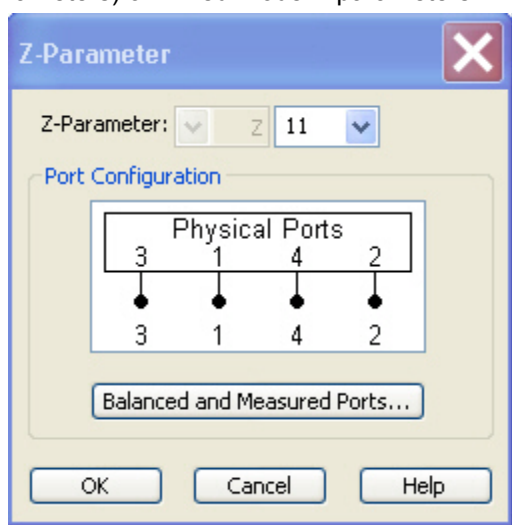 Z-Parameter
Z-Parameter: Z 11
Port Configuration
Physical Ports
3 1 4 2
3 1 4 2
Balanced and Measured Ports...
OK Cancel Help